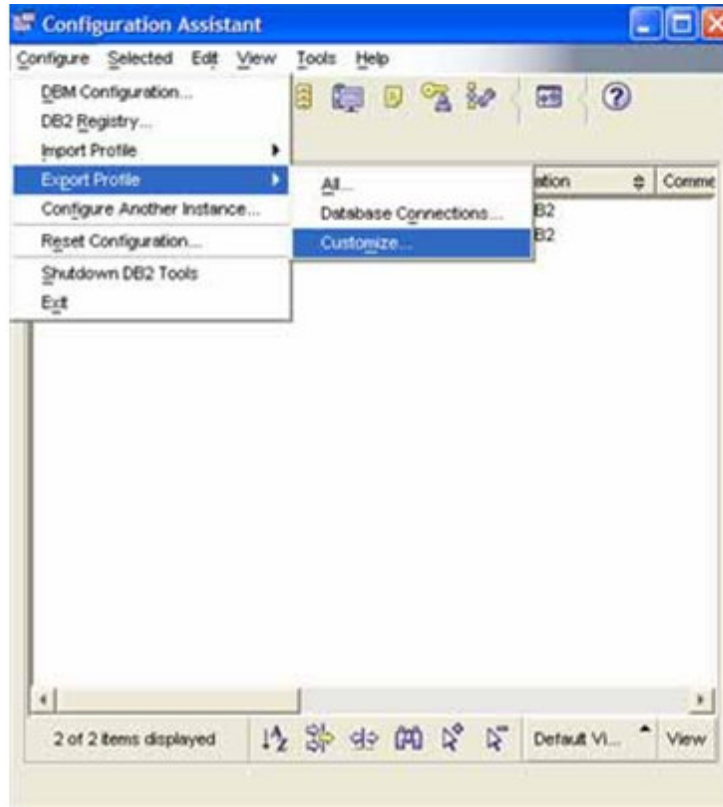 Configuration Assistant
Configure Selected Edit View Tools Help
DBM Configuration...
DB2 Registry...
Import Profile
Export Profile
All...
ation
Comme
Configure Another Instance...
Database Connections...
B2
Reset Configuration...
Customize...
B2
Shutdown DB2 Tools
Exit
2 of 2 items displayed
Default Vi...
View